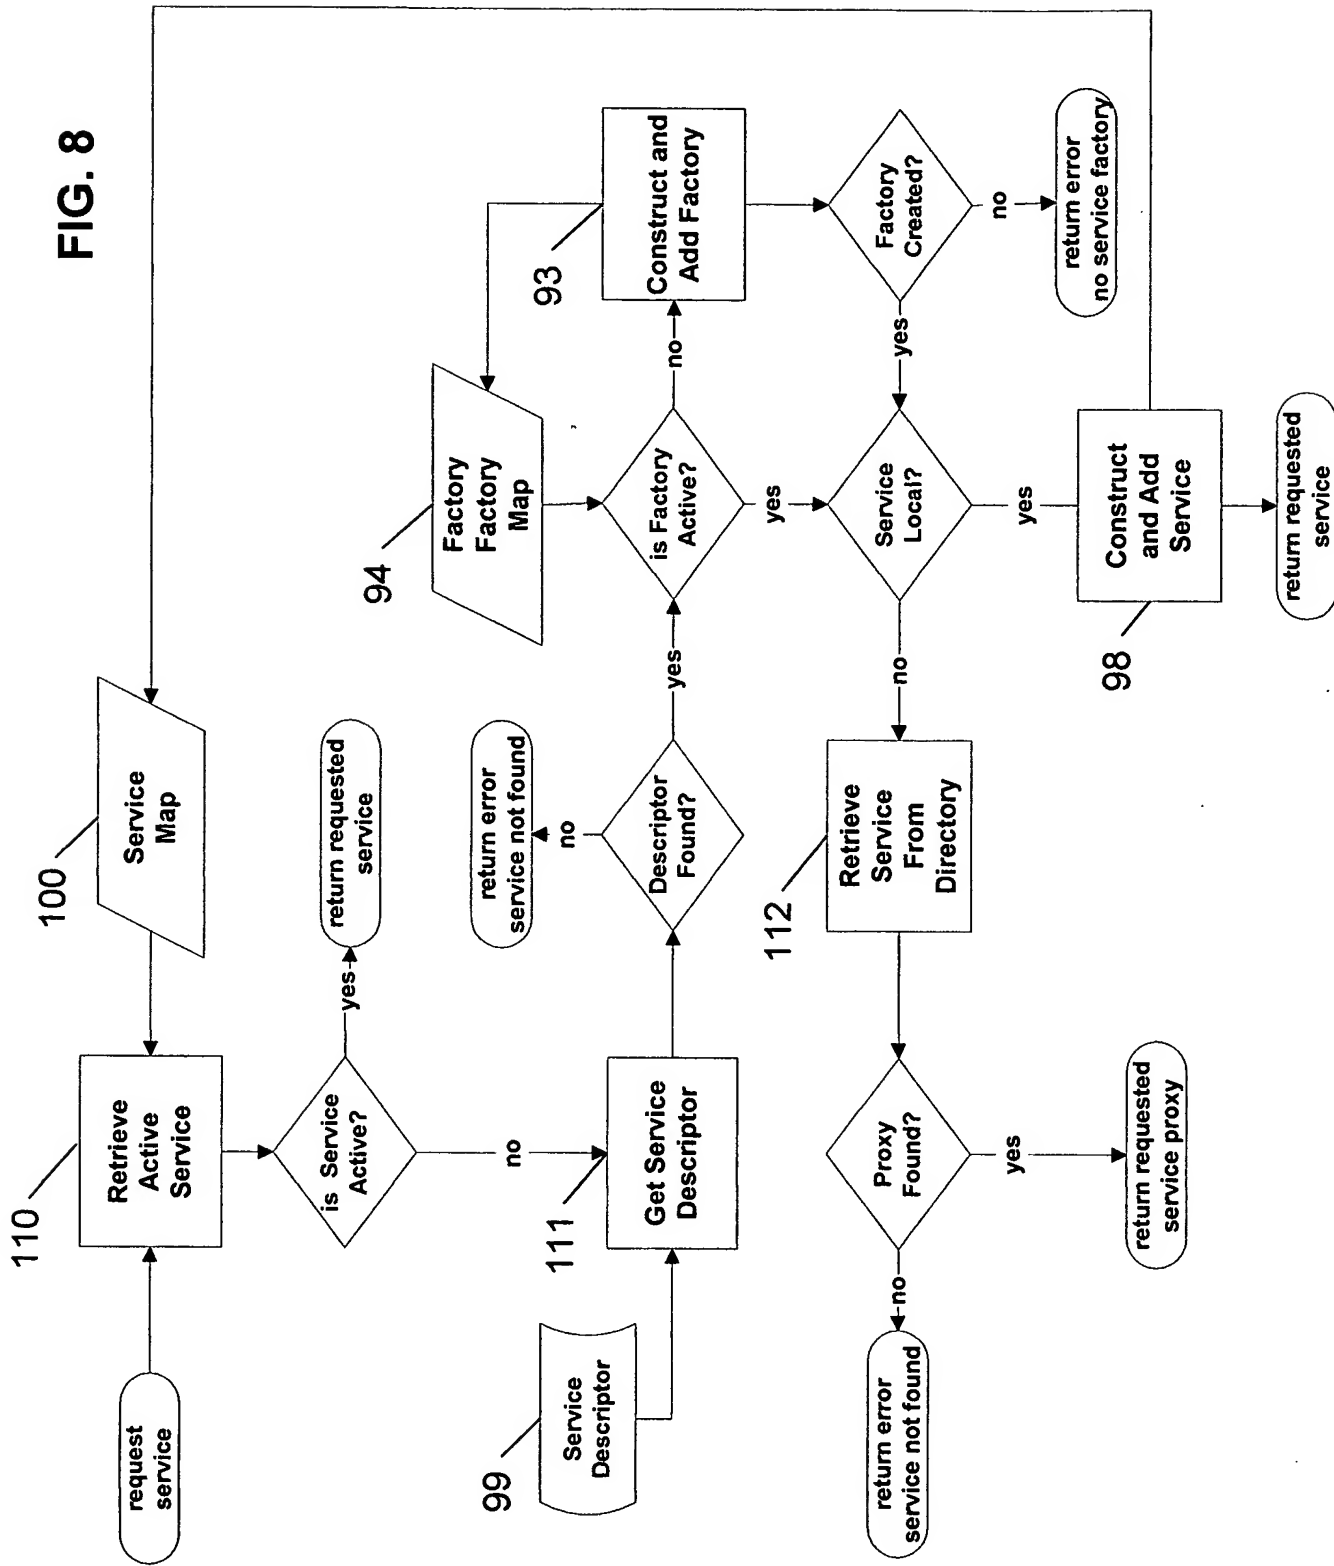 FIG. 8
request
service
110
Retrieve
Active
Service
100
Service
Map
is Service
Active?
yes
return requested
service
no
99
Service
Descriptor
111
Get Service
Descriptor
Descriptor
Found?
no
return error
service not found
yes
94
Factory
Factory
Map
is Factory
Active?
no
93
Construct and
Add Factory
Factory
Created?
no
return error
no service factory
yes
yes
Service
Local?
yes
98
Construct
and Add
Service
return requested
service
no
112
Retrieve
Service
From
Directory
Proxy
Found?
yes
return requested
service proxy
no
return error
service not found